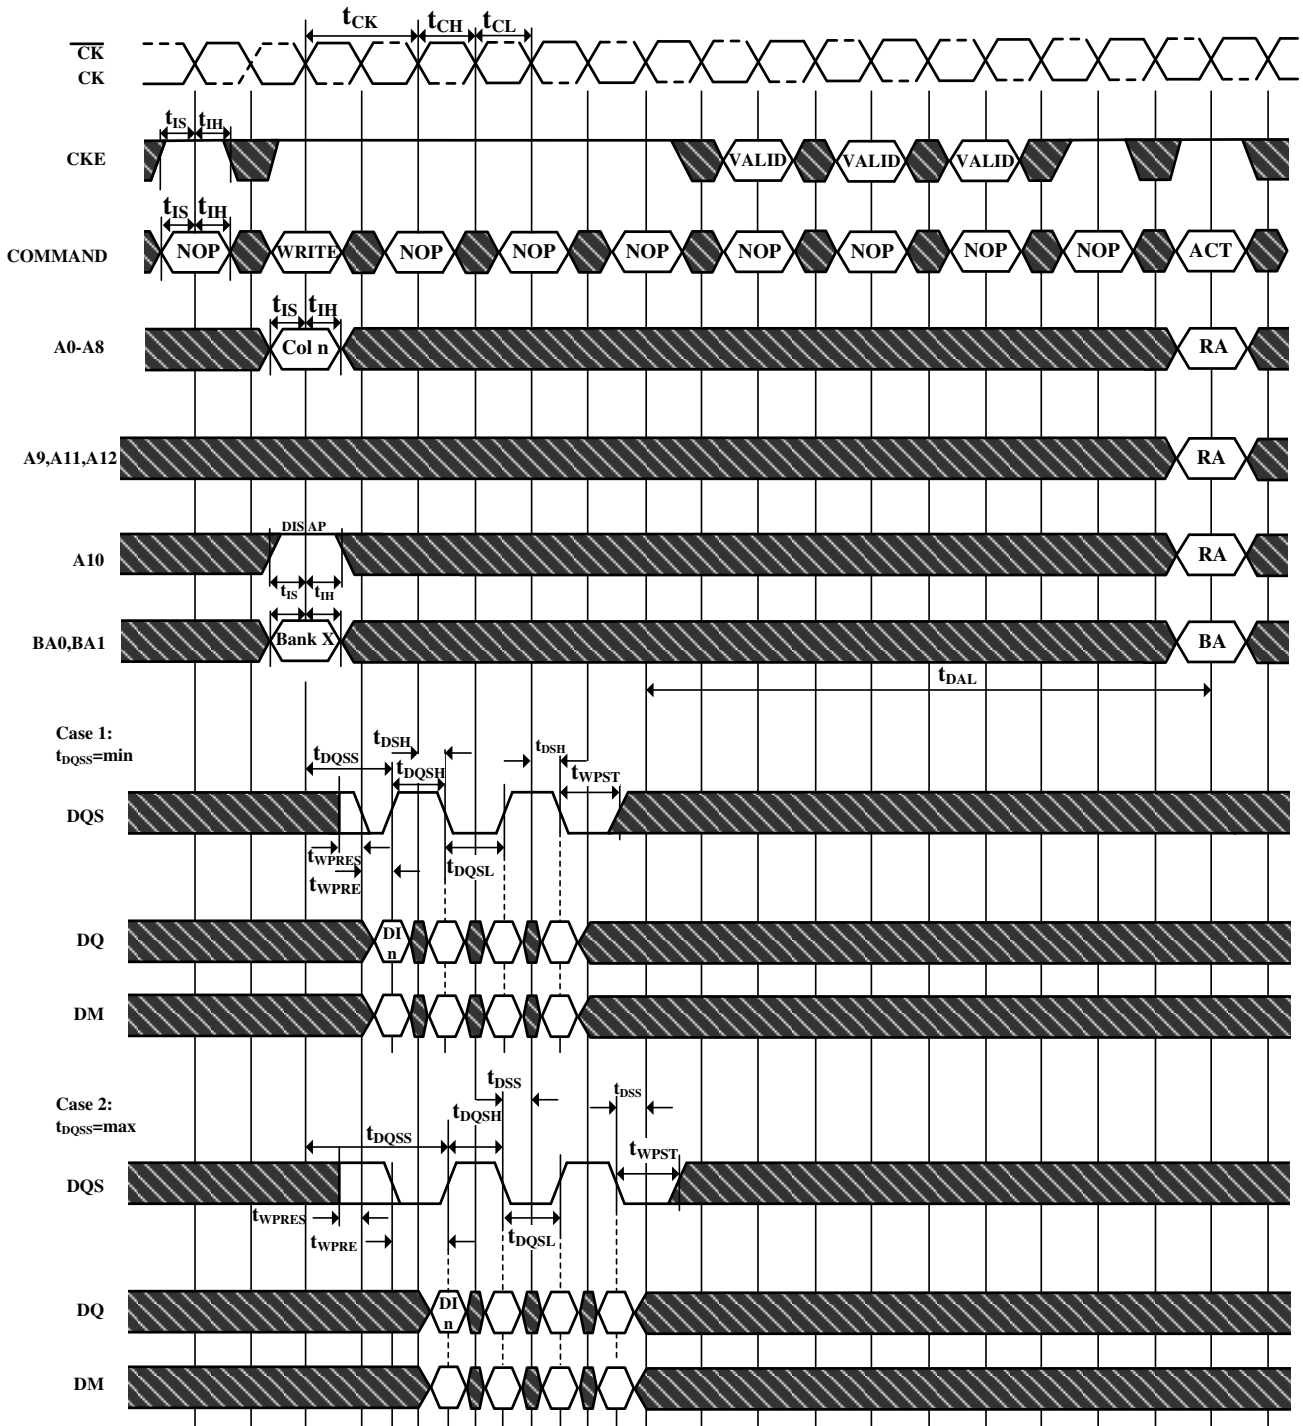 tCK tCH tCL
CK
CK
tIS tIH
CKE VALID VALID VALID
tIS tIH
COMMAND NOP WRITE NOP NOP NOP NOP NOP NOP NOP ACT
tIS tIH
A0-A8 Col n RA
A9,A11,A12 RA
DIS AP
A10 RA
tIS tIH
BA0,BA1 Bank X BA
tDAL
Case 1:
tDQSS=min
tDSH tDSH
tDQSS tDQSH tWPST
DQS
tWPRES tDQSL
tWPRE
DQ DI n
DM
Case 2:
tDQSS=max
tDSS tDSS
tDQSS tDQSH tWPST
DQS
tWPRES tWPRE tDQSL
DQ DI n
DM